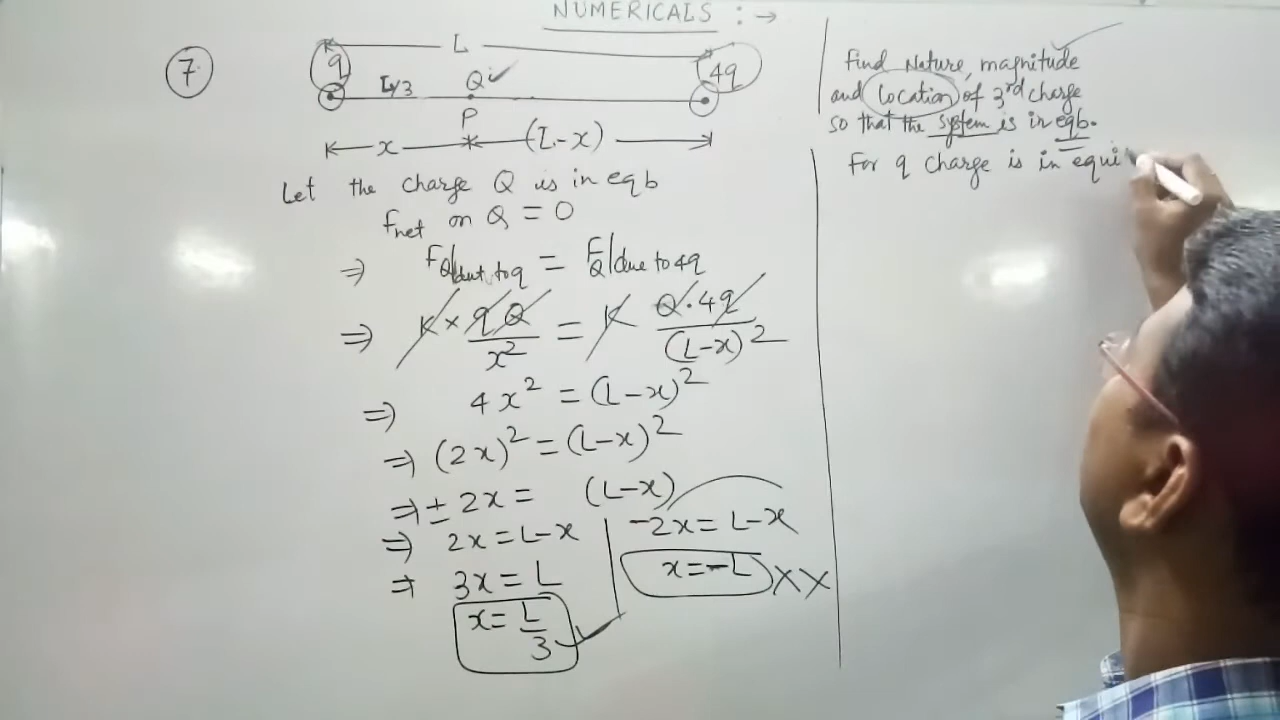 NUMERICALS : →
7
L
q
4q
L/3
Q
P
x
(L-x)
Let the charge Q is in eqb
Fnet on Q = 0
⇒ FQ|due to q = FQ|due to 4q
⇒ K × qQ/x² = K Q·4q/(L-x)²
⇒ 4x² = (L-x)²
⇒ (2x)² = (L-x)²
⇒ ± 2x = (L-x)
⇒ 2x = L-x
⇒ 3x = L
x = L/3
-2x = L-x
x = -L XX
find Nature, magnitude
and location of 3rd charge
so that the system is in eqb.
For q charge is in equi